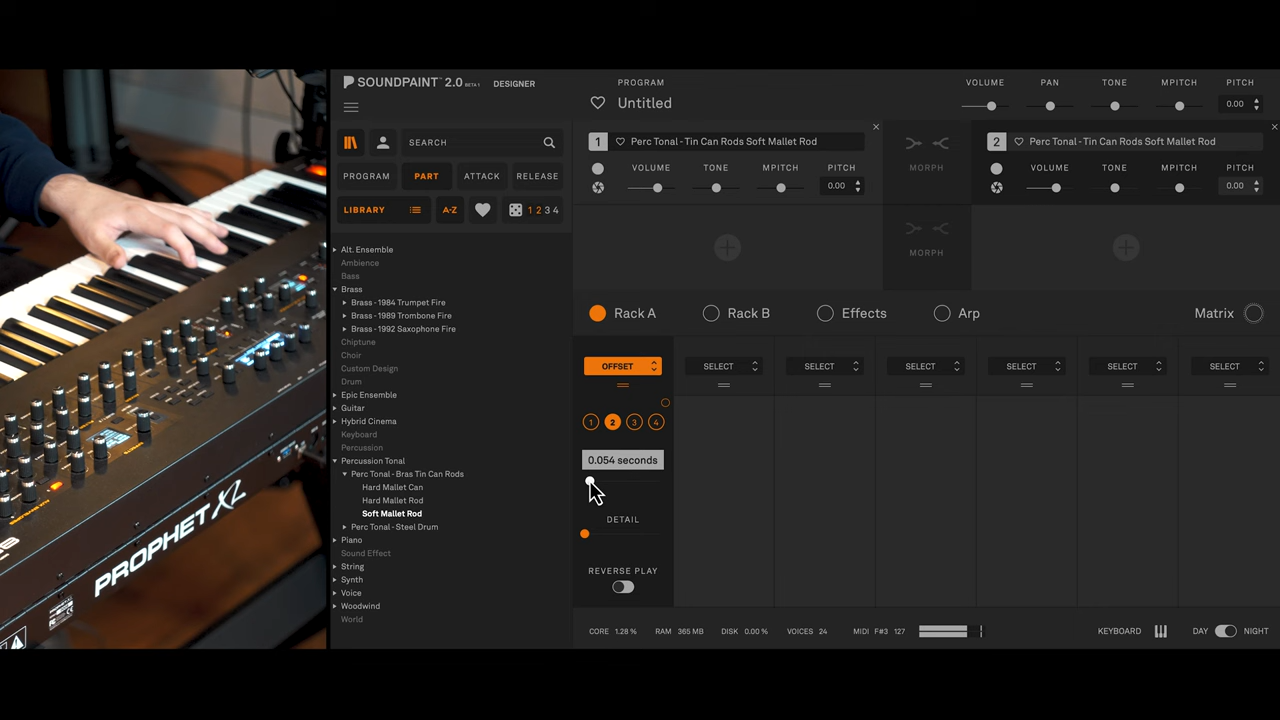 PROPHET X
SOUNDPAINT™ 2.0 BETA 1 DESIGNER
PROGRAM
Untitled
VOLUME PAN TONE MPITCH PITCH
0.00
SEARCH
PROGRAM PART ATTACK RELEASE
LIBRARY A-Z 1 2 3 4
Alt. Ensemble
Ambience
Bass
Brass
Brass - 1984 Trumpet Fire
Brass - 1989 Trombone Fire
Brass - 1992 Saxophone Fire
Chiptune
Choir
Custom Design
Drum
Epic Ensemble
Guitar
Hybrid Cinema
Keyboard
Percussion
Percussion Tonal
Perc Tonal - Bras Tin Can Rods
Hard Mallet Can
Hard Mallet Rod
Soft Mallet Rod
Perc Tonal - Steel Drum
Piano
Sound Effect
String
Synth
Voice
Woodwind
World
1 Perc Tonal - Tin Can Rods Soft Mallet Rod
VOLUME TONE MPITCH PITCH
0.00
MORPH
MORPH
2 Perc Tonal - Tin Can Rods Soft Mallet Rod
VOLUME TONE MPITCH PITCH
0.00
Rack A Rack B Effects Arp Matrix
OFFSET SELECT SELECT SELECT SELECT SELECT SELECT
1 2 3 4
0.054 seconds
DETAIL
REVERSE PLAY
CORE 1.28 % RAM 365 MB DISK 0.00 % VOICES 24 MIDI F#3 127 KEYBOARD DAY NIGHT